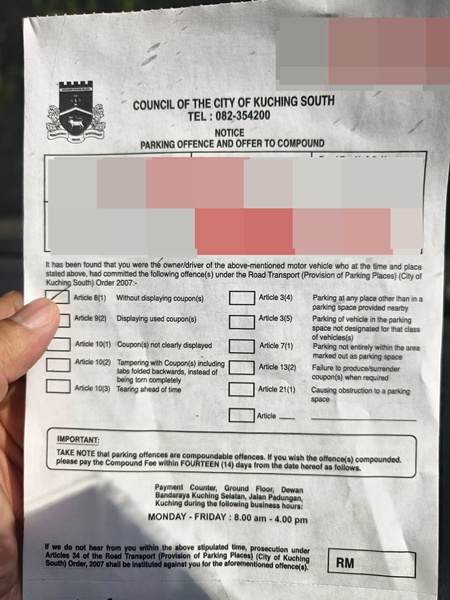 COUNCIL OF THE CITY OF KUCHING SOUTH
TEL : 082-354200
NOTICE
PARKING OFFENCE AND OFFER TO COMPOUND
It has been found that you were the owner/driver of the above-mentioned motor vehicle who at the time and place
stated above, had committed the following offence(s) under the Road Transport (Provision of Parking Places) (City of
Kuching South) Order 2007:-
Article 8(1) Without displaying coupon(s)
Article 9(2) Displaying used coupon(s)
Article 10(1) Coupon(s) not clearly displayed
Article 10(2) Tampering with Coupon(s) including
tabs folded backwards, instead of
being torn completely
Article 10(3) Tearing ahead of time
Article 3(4) Parking at any place other than in a
parking space provided nearby
Article 3(5) Parking of vehicle in the parking
space not designated for that class
of vehicles(s)
Article 7(1) Parking not entirely within the area
marked out as parking space
Article 13(2) Failure to produce/surrender
coupon(s) when required
Article 21(1) Causing obstruction to a parking
space
Article
IMPORTANT:
TAKE NOTE that parking offences are compoundable offences. If you wish the offence(s) compounded,
please pay the Compound Fee within FOURTEEN (14) days from the date hereof as follows.
Payment Counter, Ground Floor, Dewan
Bandaraya Kuching Selatan, Jalan Padungan,
Kuching during the following business hours:
MONDAY - FRIDAY : 8.00 am - 4.00 pm
If we do not hear from you within the above stipulated time, prosecution under
Articles 34 of the Road Transport (Provision of Parking Places) (City of Kuching
South) Order, 2007 shall be instituted against you for the aforementioned offence(s).
RM